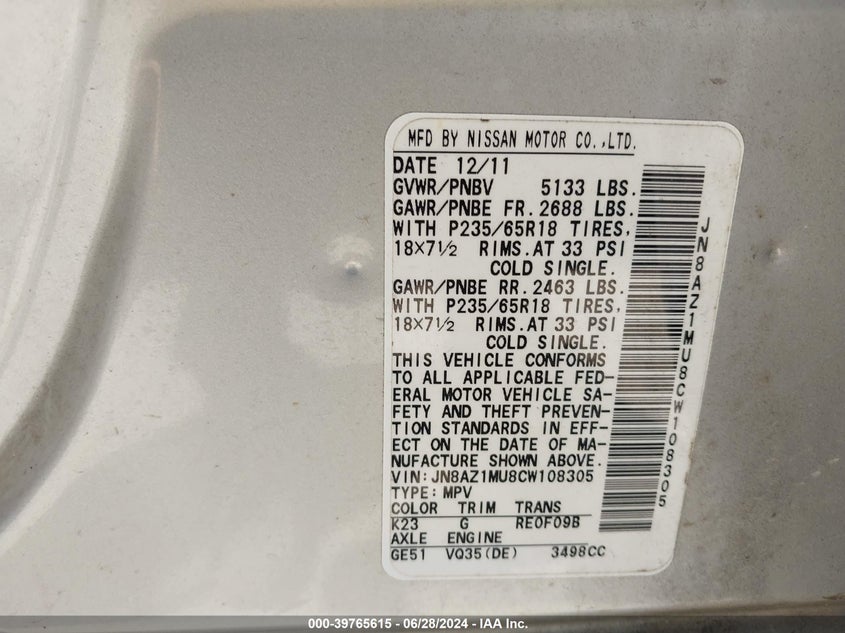 MFD BY NISSAN MOTOR CO.,LTD.
DATE 12/11
GVWR/PNBV 5133 LBS.
GAWR/PNBE FR. 2688 LBS.
WITH P235/65R18 TIRES,
18×7½ RIMS. AT 33 PSI
COLD SINGLE.
GAWR/PNBE RR. 2463 LBS.
WITH P235/65R18 TIRES,
18×7½ RIMS. AT 33 PSI
COLD SINGLE.
THIS VEHICLE CONFORMS
TO ALL APPLICABLE FED-
ERAL MOTOR VEHICLE SA-
FETY AND THEFT PREVEN-
TION STANDARDS IN EFF-
ECT ON THE DATE OF MA-
NUFACTURE SHOWN ABOVE.
VIN: JN8AZ1MU8CW108305
TYPE: MPV
COLOR TRIM TRANS
K23 G RE0F09B
AXLE ENGINE
GE51 VQ35(DE) 3498CC
JN8AZ1MU8CW108305
000-39765615 - 06/28/2024 - IAA Inc.